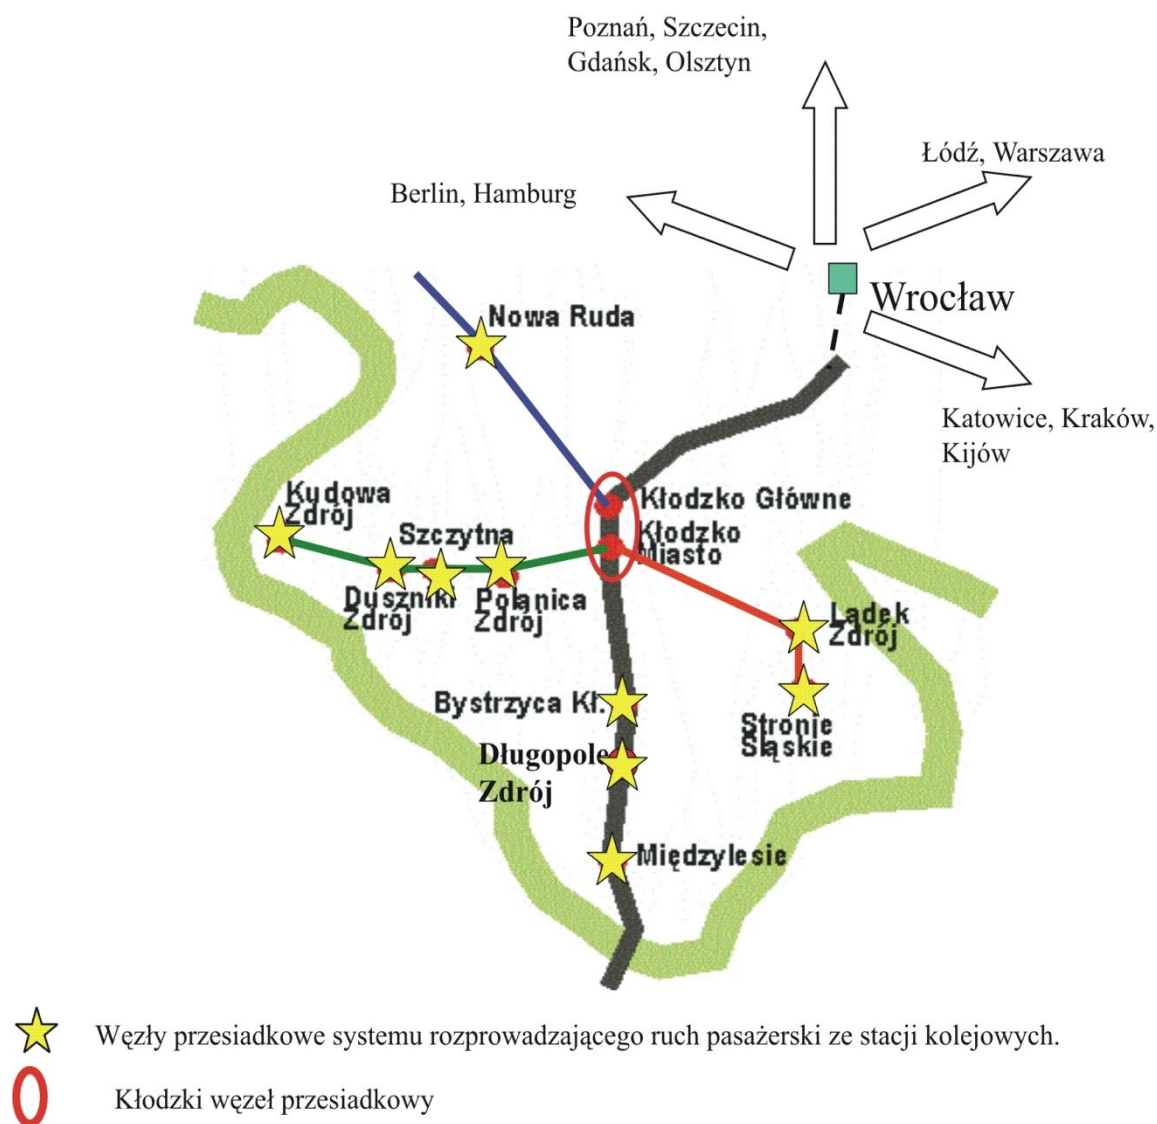 Poznań, Szczecin,
Gdańsk, Olsztyn
Łódź, Warszawa
Berlin, Hamburg
Wrocław
Nowa Ruda
Katowice, Kraków,
Kijów
Kudowa
Zdrój
Kłodzko Główne
Szczytna
Kłodzko
Miasto
Duszniki
Zdrój
Polanica
Zdrój
Lądek
Zdrój
Bystrzyca Kł.
Stronie
Śląskie
Długopole
Zdrój
Międzylesie
Węzły przesiadkowe systemu rozprowadzającego ruch pasażerski ze stacji kolejowych.
Kłodzki węzeł przesiadkowy